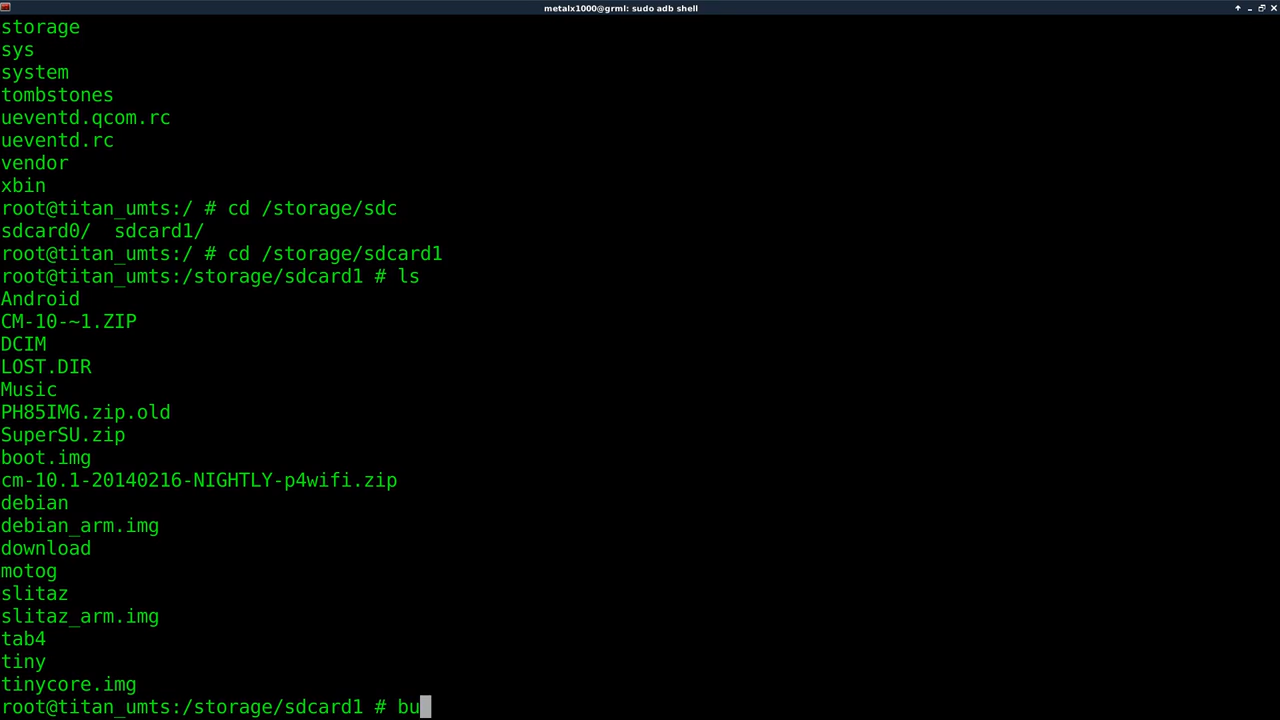 metalx1000@grml: sudo adb shell
storage
sys
system
tombstones
ueventd.qcom.rc
ueventd.rc
vendor
xbin
root@titan_umts:/ # cd /storage/sdc
sdcard0/  sdcard1/
root@titan_umts:/ # cd /storage/sdcard1
root@titan_umts:/storage/sdcard1 # ls
Android
CM-10-~1.ZIP
DCIM
LOST.DIR
Music
PH85IMG.zip.old
SuperSU.zip
boot.img
cm-10.1-20140216-NIGHTLY-p4wifi.zip
debian
debian_arm.img
download
motog
slitaz
slitaz_arm.img
tab4
tiny
tinycore.img
root@titan_umts:/storage/sdcard1 # bu